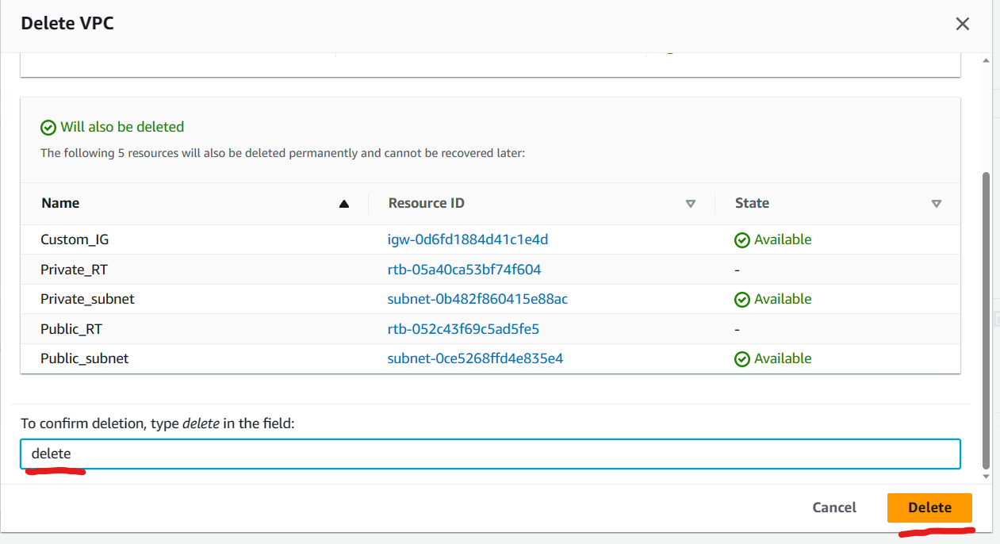 Delete VPC
Will also be deleted
The following 5 resources will also be deleted permanently and cannot be recovered later:
Name Resource ID State
Custom_IG igw-0d6fd1884d41c1e4d Available
Private_RT rtb-05a40ca53bf74f604 -
Private_subnet subnet-0b482f860415e88ac Available
Public_RT rtb-052c43f69c5ad5fe5 -
Public_subnet subnet-0ce5268ffd4e835e4 Available
To confirm deletion, type delete in the field:
delete
Cancel Delete